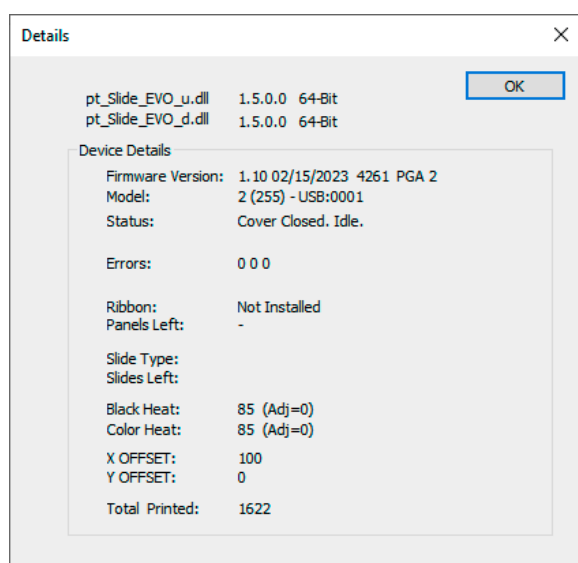 Details
OK
pt_Slide_EVO_u.dll 1.5.0.0 64-Bit
pt_Slide_EVO_d.dll 1.5.0.0 64-Bit
Device Details
Firmware Version: 1.10 02/15/2023 4261 PGA 2
Model: 2 (255) - USB:0001
Status: Cover Closed. Idle.
Errors: 0 0 0
Ribbon: Not Installed
Panels Left: -
Slide Type:
Slides Left:
Black Heat: 85 (Adj=0)
Color Heat: 85 (Adj=0)
X OFFSET: 100
Y OFFSET: 0
Total Printed: 1622